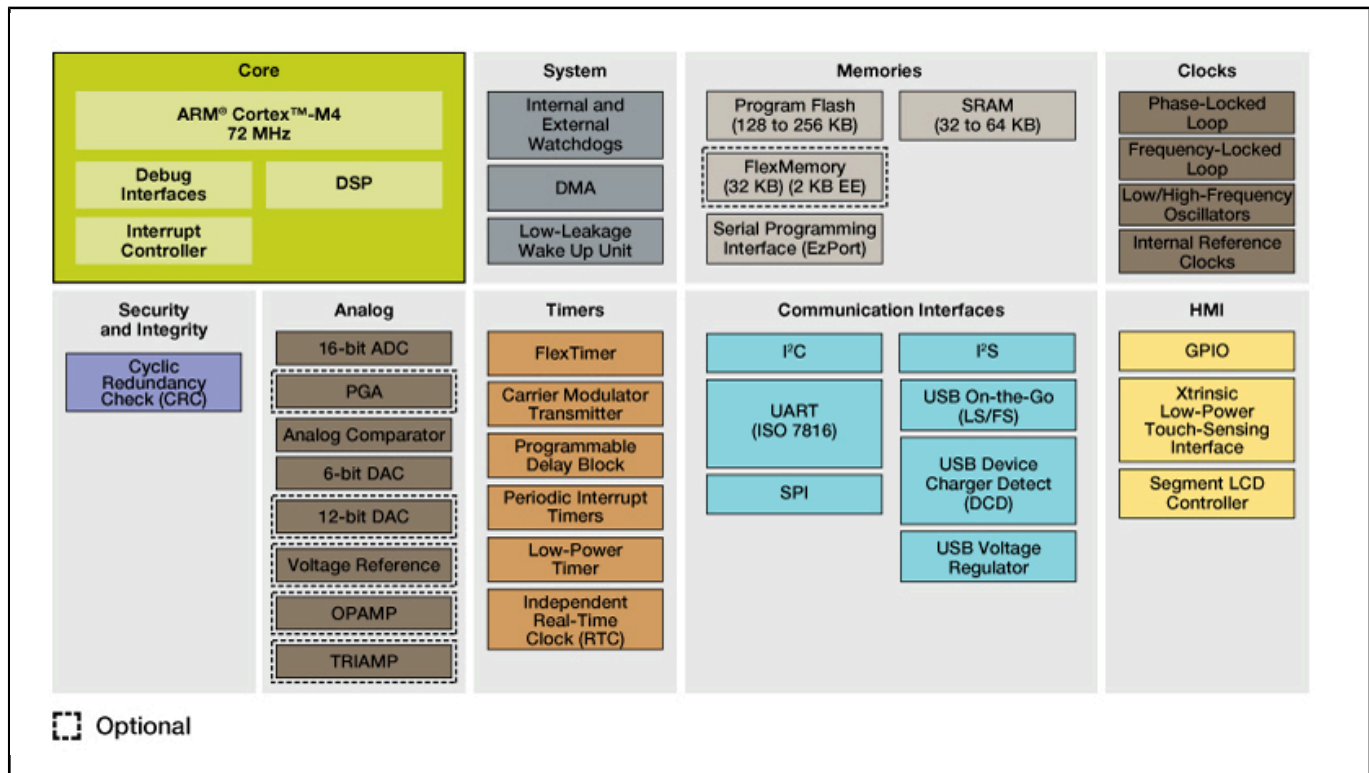 Core
ARM® Cortex™-M4
72 MHz
Debug
Interfaces
DSP
Interrupt
Controller
System
Internal and
External
Watchdogs
DMA
Low-Leakage
Wake Up Unit
Memories
Program Flash
(128 to 256 KB)
SRAM
(32 to 64 KB)
FlexMemory
(32 KB) (2 KB EE)
Serial Programming
Interface (EzPort)
Clocks
Phase-Locked
Loop
Frequency-Locked
Loop
Low/High-Frequency
Oscillators
Internal Reference
Clocks
Security
and Integrity
Cyclic
Redundancy
Check (CRC)
Analog
16-bit ADC
PGA
Analog Comparator
6-bit DAC
12-bit DAC
Voltage Reference
OPAMP
TRIAMP
Timers
FlexTimer
Carrier Modulator
Transmitter
Programmable
Delay Block
Periodic Interrupt
Timers
Low-Power
Timer
Independent
Real-Time
Clock (RTC)
Communication Interfaces
I²C
UART
(ISO 7816)
SPI
I²S
USB On-the-Go
(LS/FS)
USB Device
Charger Detect
(DCD)
USB Voltage
Regulator
HMI
GPIO
Xtrinsic
Low-Power
Touch-Sensing
Interface
Segment LCD
Controller
Optional